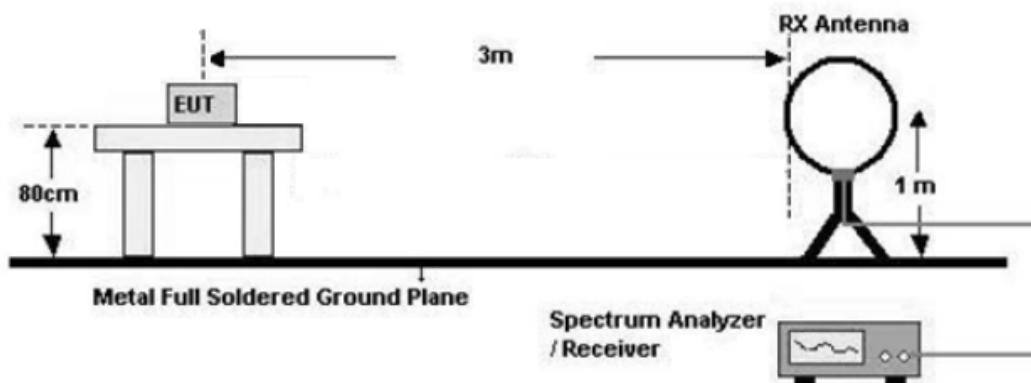 RX Antenna
3m
EUT
80cm
1 m
Metal Full Soldered Ground Plane
Spectrum Analyzer
/ Receiver